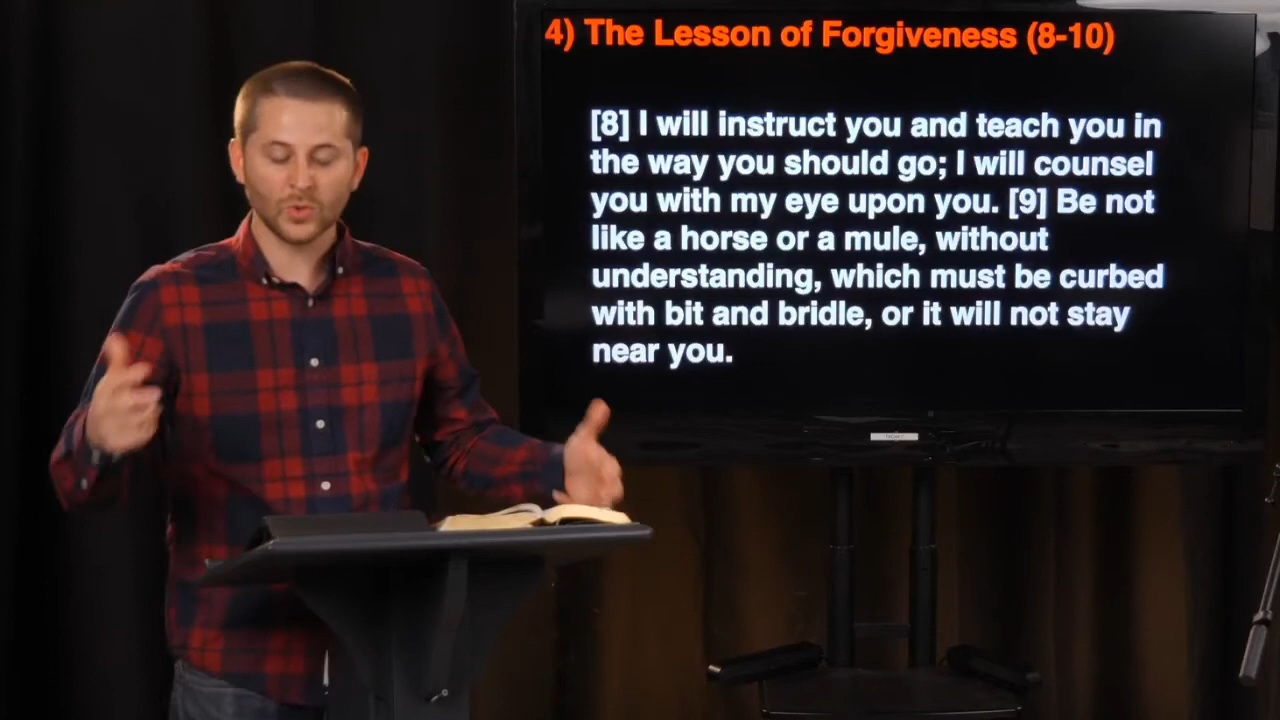 4) The Lesson of Forgiveness (8-10)
[8] I will instruct you and teach you in
the way you should go; I will counsel
you with my eye upon you. [9] Be not
like a horse or a mule, without
understanding, which must be curbed
with bit and bridle, or it will not stay
near you.